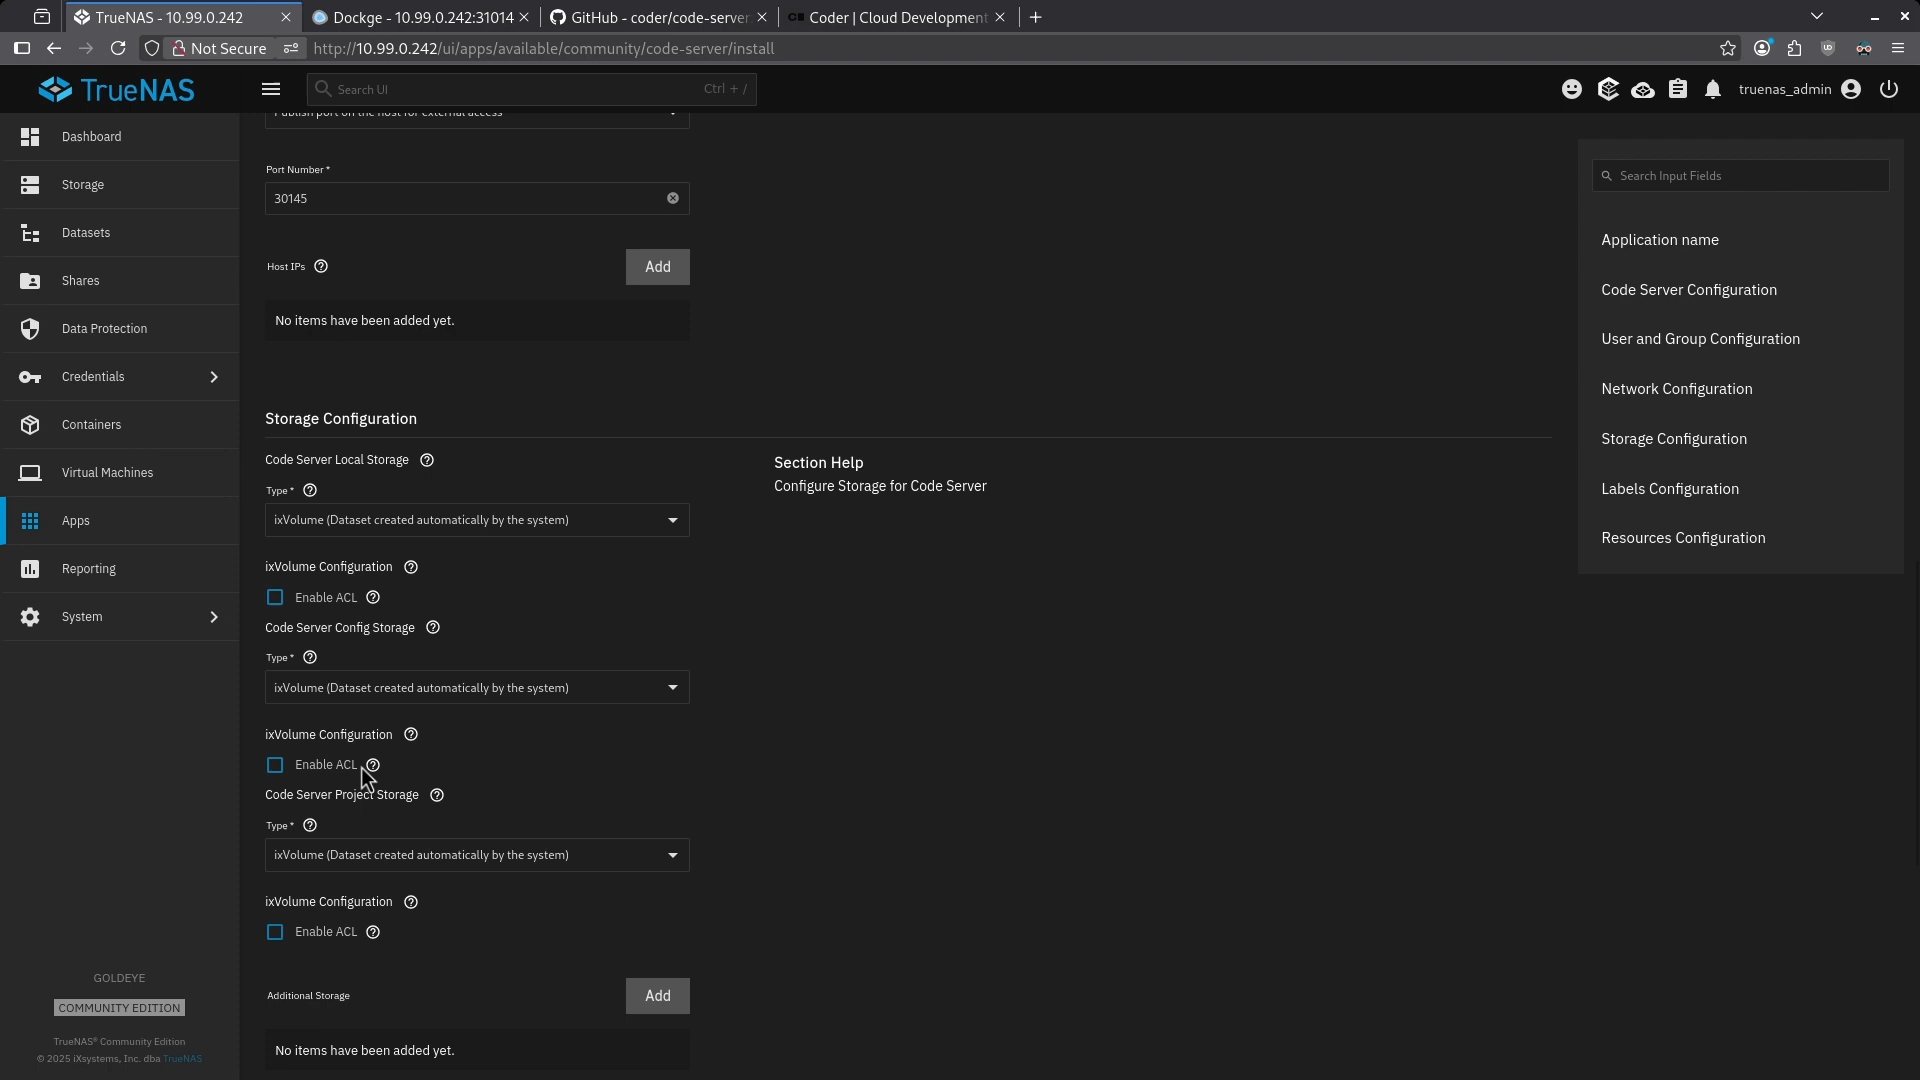 TrueNAS - 10.99.0.242
Dockge - 10.99.0.242:31014
GitHub - coder/code-server
Coder | Cloud Development
Not Secure
http://10.99.0.242/ui/apps/available/community/code-server/install
TrueNAS
Search UI
Ctrl + /
truenas_admin
Dashboard
Storage
Datasets
Shares
Data Protection
Credentials
Containers
Virtual Machines
Apps
Reporting
System
GOLDEYE
COMMUNITY EDITION
TrueNAS® Community Edition
© 2025 iXsystems, Inc. dba TrueNAS
Publish port on the host for external access
Port Number *
30145
Host IPs
Add
No items have been added yet.
Storage Configuration
Code Server Local Storage
Type *
ixVolume (Dataset created automatically by the system)
ixVolume Configuration
Enable ACL
Code Server Config Storage
Type *
ixVolume (Dataset created automatically by the system)
ixVolume Configuration
Enable ACL
Code Server Project Storage
Type *
ixVolume (Dataset created automatically by the system)
ixVolume Configuration
Enable ACL
Additional Storage
Add
No items have been added yet.
Section Help
Configure Storage for Code Server
Search Input Fields
Application name
Code Server Configuration
User and Group Configuration
Network Configuration
Storage Configuration
Labels Configuration
Resources Configuration